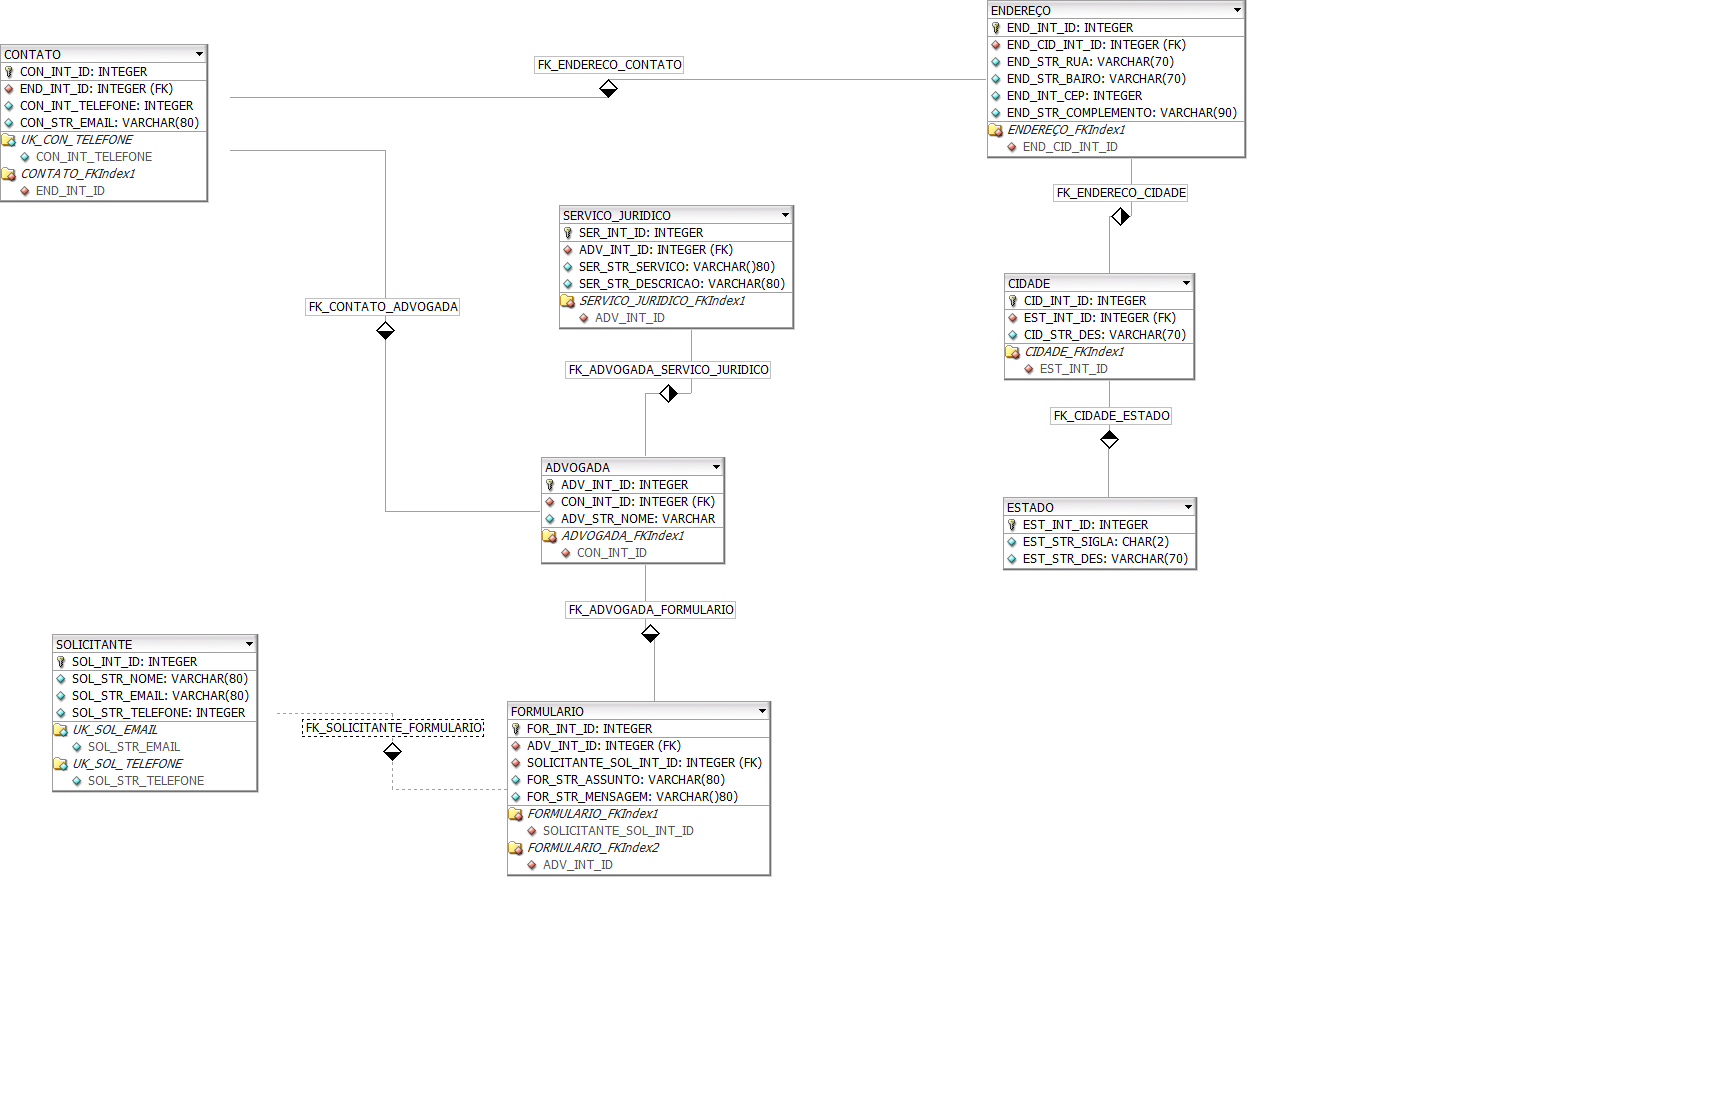 CONTATO
CON_INT_ID: INTEGER
END_INT_ID: INTEGER (FK)
CON_INT_TELEFONE: INTEGER
CON_STR_EMAIL: VARCHAR(80)
UK_CON_TELEFONE
CON_INT_TELEFONE
CONTATO_FKIndex1
END_INT_ID
FK_ENDERECO_CONTATO
ENDEREÇO
END_INT_ID: INTEGER
END_CID_INT_ID: INTEGER (FK)
END_STR_RUA: VARCHAR(70)
END_STR_BAIRO: VARCHAR(70)
END_INT_CEP: INTEGER
END_STR_COMPLEMENTO: VARCHAR(90)
ENDEREÇO_FKIndex1
END_CID_INT_ID
FK_ENDERECO_CIDADE
SERVICO_JURIDICO
SER_INT_ID: INTEGER
ADV_INT_ID: INTEGER (FK)
SER_STR_SERVICO: VARCHAR()80)
SER_STR_DESCRICAO: VARCHAR(80)
SERVICO_JURIDICO_FKIndex1
ADV_INT_ID
FK_CONTATO_ADVOGADA
FK_ADVOGADA_SERVICO_JURIDICO
CIDADE
CID_INT_ID: INTEGER
EST_INT_ID: INTEGER (FK)
CID_STR_DES: VARCHAR(70)
CIDADE_FKIndex1
EST_INT_ID
FK_CIDADE_ESTADO
ADVOGADA
ADV_INT_ID: INTEGER
CON_INT_ID: INTEGER (FK)
ADV_STR_NOME: VARCHAR
ADVOGADA_FKIndex1
CON_INT_ID
ESTADO
EST_INT_ID: INTEGER
EST_STR_SIGLA: CHAR(2)
EST_STR_DES: VARCHAR(70)
FK_ADVOGADA_FORMULARIO
SOLICITANTE
SOL_INT_ID: INTEGER
SOL_STR_NOME: VARCHAR(80)
SOL_STR_EMAIL: VARCHAR(80)
SOL_STR_TELEFONE: INTEGER
UK_SOL_EMAIL
SOL_STR_EMAIL
UK_SOL_TELEFONE
SOL_STR_TELEFONE
FK_SOLICITANTE_FORMULARIO
FORMULARIO
FOR_INT_ID: INTEGER
ADV_INT_ID: INTEGER (FK)
SOLICITANTE_SOL_INT_ID: INTEGER (FK)
FOR_STR_ASSUNTO: VARCHAR(80)
FOR_STR_MENSAGEM: VARCHAR()80)
FORMULARIO_FKIndex1
SOLICITANTE_SOL_INT_ID
FORMULARIO_FKIndex2
ADV_INT_ID